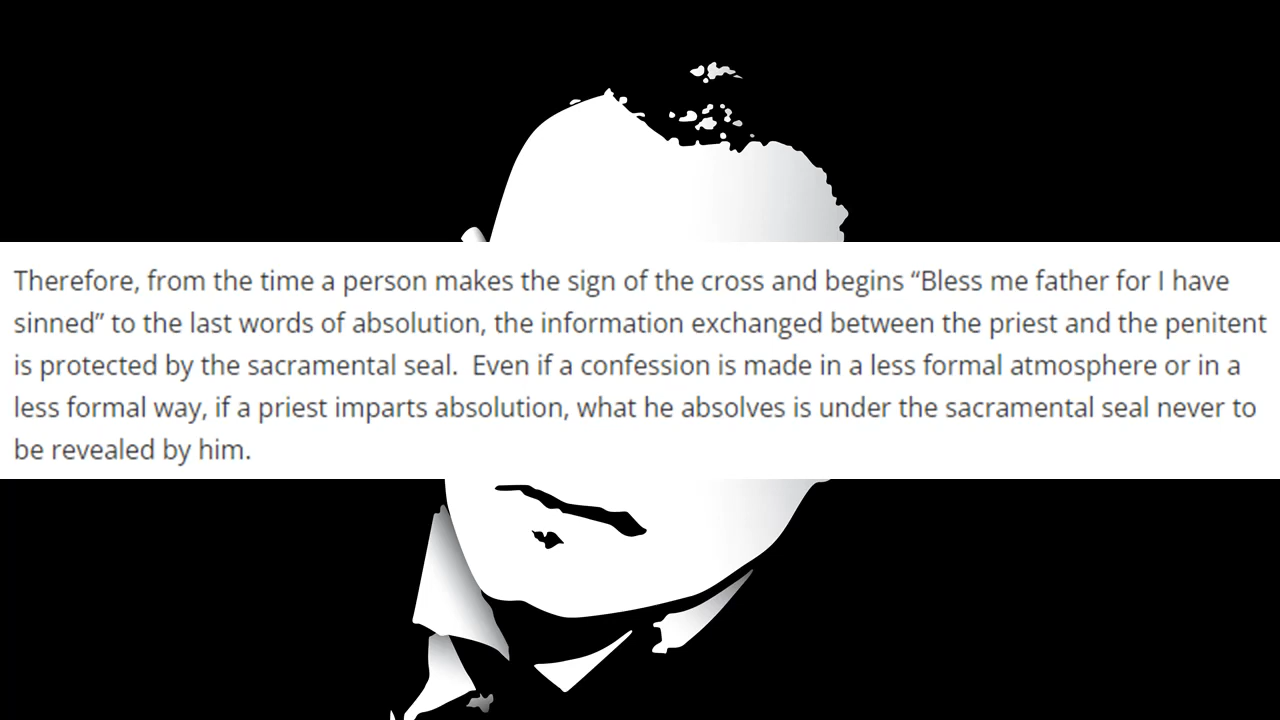 Therefore, from the time a person makes the sign of the cross and begins “Bless me father for I have
sinned” to the last words of absolution, the information exchanged between the priest and the penitent
is protected by the sacramental seal.  Even if a confession is made in a less formal atmosphere or in a
less formal way, if a priest imparts absolution, what he absolves is under the sacramental seal never to
be revealed by him.